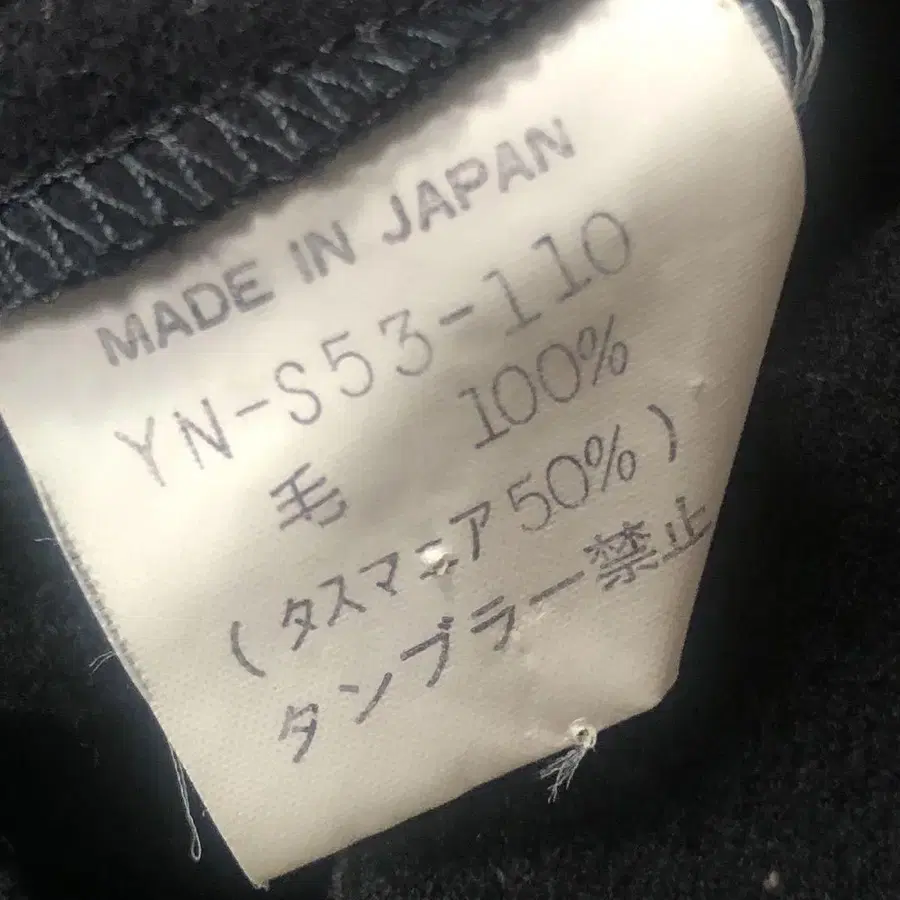 MADE IN JAPAN
YN-S53-110
毛 100%
(タスマニア50%)
タンブラー禁止